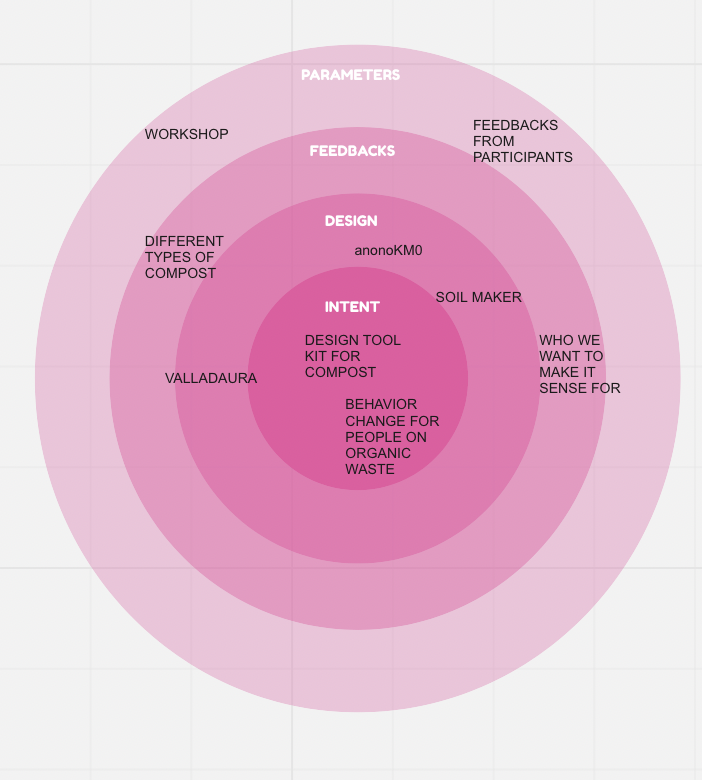 PARAMETERS
WORKSHOP
FEEDBACKS
FROM
PARTICIPANTS
FEEDBACKS
DESIGN
DIFFERENT
TYPES OF
COMPOST
anonoKM0
SOIL MAKER
INTENT
DESIGN TOOL
KIT FOR
COMPOST
WHO WE
WANT TO
MAKE IT
SENSE FOR
VALLADAURA
BEHAVIOR
CHANGE FOR
PEOPLE ON
ORGANIC
WASTE